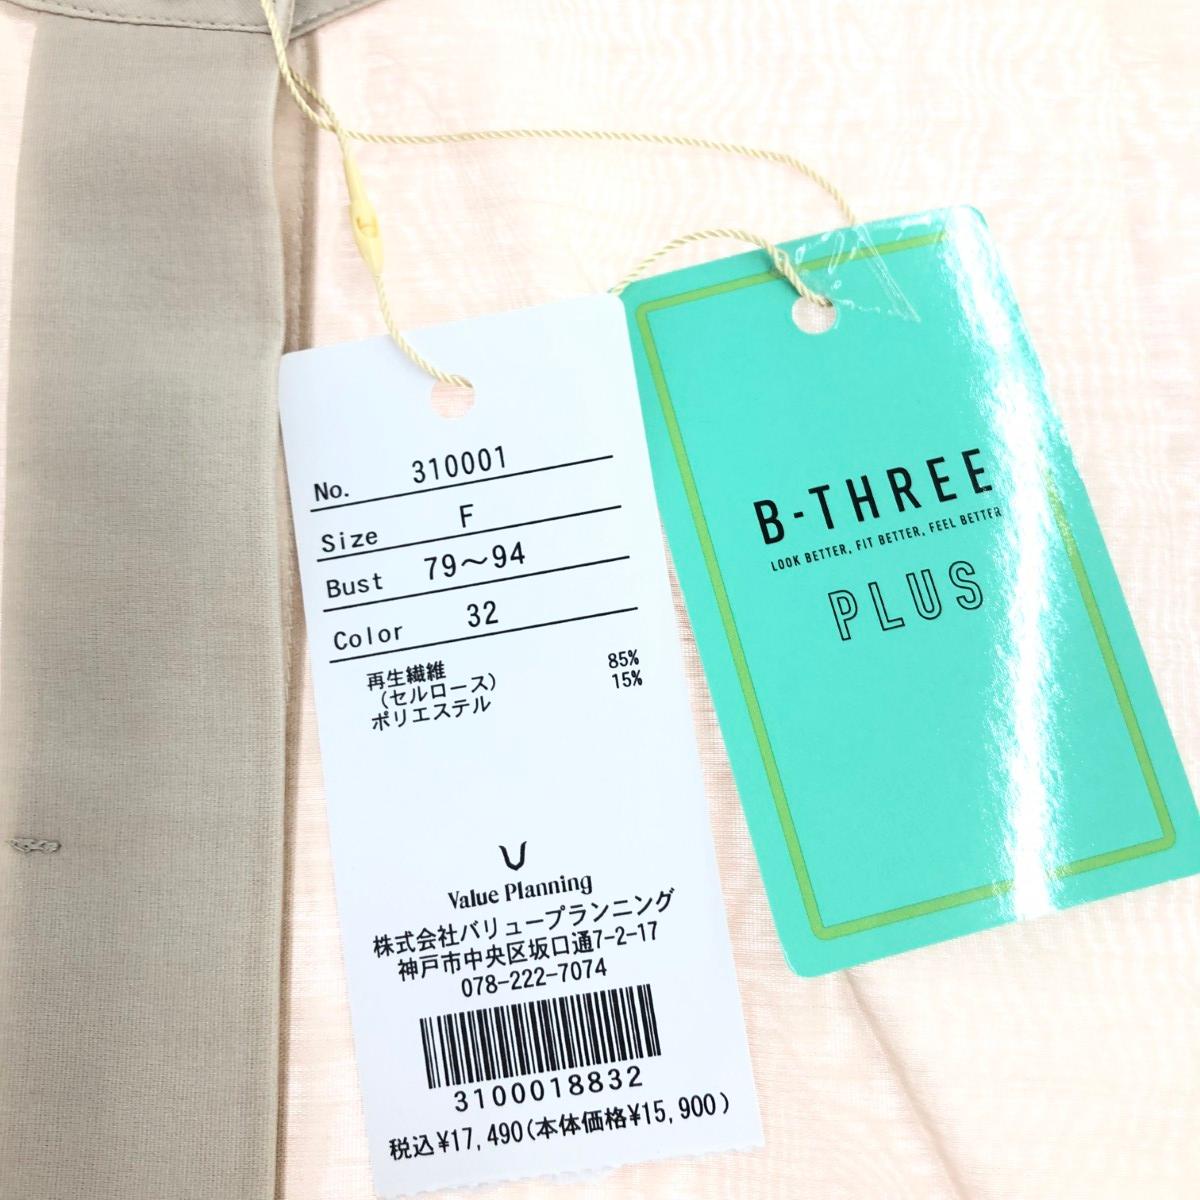 No. 310001
Size F
Bust 79～94
Color 32
再生繊維 85%
(セルロース) 15%
ポリエステル
Value Planning
株式会社バリュープランニング
神戸市中央区坂口通7-2-17
078-222-7074
3100018832
税込¥17,490(本体価格¥15,900)
B-THREE
LOOK BETTER, FIT BETTER, FEEL BETTER
PLUS